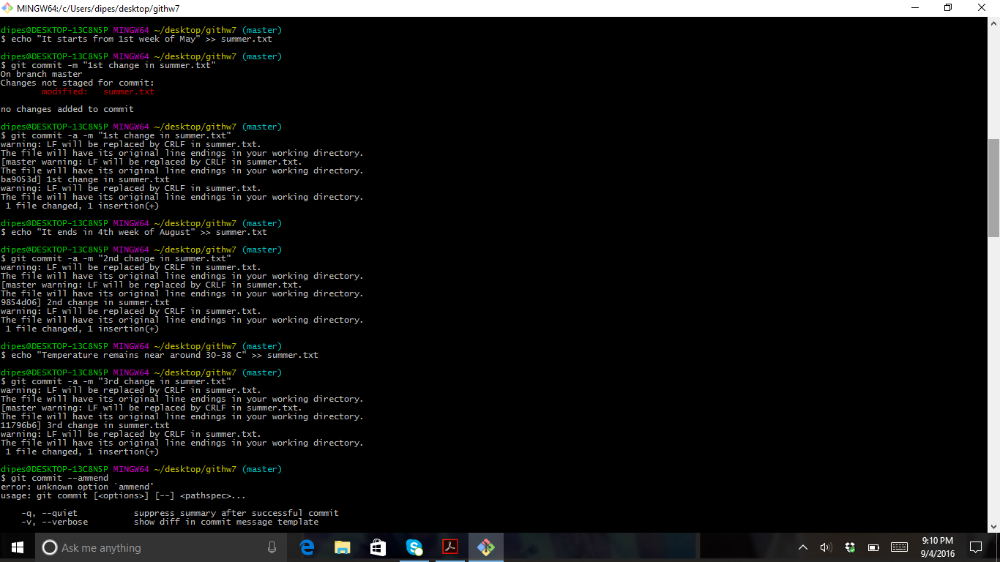 MINGW64:/c/Users/dipes/desktop/githw7
dipes@DESKTOP-13C8N5P MINGW64 ~/desktop/githw7 (master)
$ echo "It starts from 1st week of May" >> summer.txt
dipes@DESKTOP-13C8N5P MINGW64 ~/desktop/githw7 (master)
$ git commit -m "1st change in summer.txt"
On branch master
Changes not staged for commit:
modified:   summer.txt
no changes added to commit
dipes@DESKTOP-13C8N5P MINGW64 ~/desktop/githw7 (master)
$ git commit -a -m "1st change in summer.txt"
warning: LF will be replaced by CRLF in summer.txt.
The file will have its original line endings in your working directory.
[master warning: LF will be replaced by CRLF in summer.txt.
The file will have its original line endings in your working directory.
ba9053d] 1st change in summer.txt
warning: LF will be replaced by CRLF in summer.txt.
The file will have its original line endings in your working directory.
1 file changed, 1 insertion(+)
dipes@DESKTOP-13C8N5P MINGW64 ~/desktop/githw7 (master)
$ echo "It ends in 4th week of August" >> summer.txt
dipes@DESKTOP-13C8N5P MINGW64 ~/desktop/githw7 (master)
$ git commit -a -m "2nd change in summer.txt"
warning: LF will be replaced by CRLF in summer.txt.
The file will have its original line endings in your working directory.
[master warning: LF will be replaced by CRLF in summer.txt.
The file will have its original line endings in your working directory.
9854d06] 2nd change in summer.txt
warning: LF will be replaced by CRLF in summer.txt.
The file will have its original line endings in your working directory.
1 file changed, 1 insertion(+)
dipes@DESKTOP-13C8N5P MINGW64 ~/desktop/githw7 (master)
$ echo "Temperature remains near around 30-38 C" >> summer.txt
dipes@DESKTOP-13C8N5P MINGW64 ~/desktop/githw7 (master)
$ git commit -a -m "3rd change in summer.txt"
warning: LF will be replaced by CRLF in summer.txt.
The file will have its original line endings in your working directory.
[master warning: LF will be replaced by CRLF in summer.txt.
The file will have its original line endings in your working directory.
11796b6] 3rd change in summer.txt
warning: LF will be replaced by CRLF in summer.txt.
The file will have its original line endings in your working directory.
1 file changed, 1 insertion(+)
dipes@DESKTOP-13C8N5P MINGW64 ~/desktop/githw7 (master)
$ git commit --ammend
error: unknown option `ammend'
usage: git commit [<options>] [--] <pathspec>...
-q, --quiet           suppress summary after successful commit
-v, --verbose         show diff in commit message template
Ask me anything
9:10 PM
9/4/2016